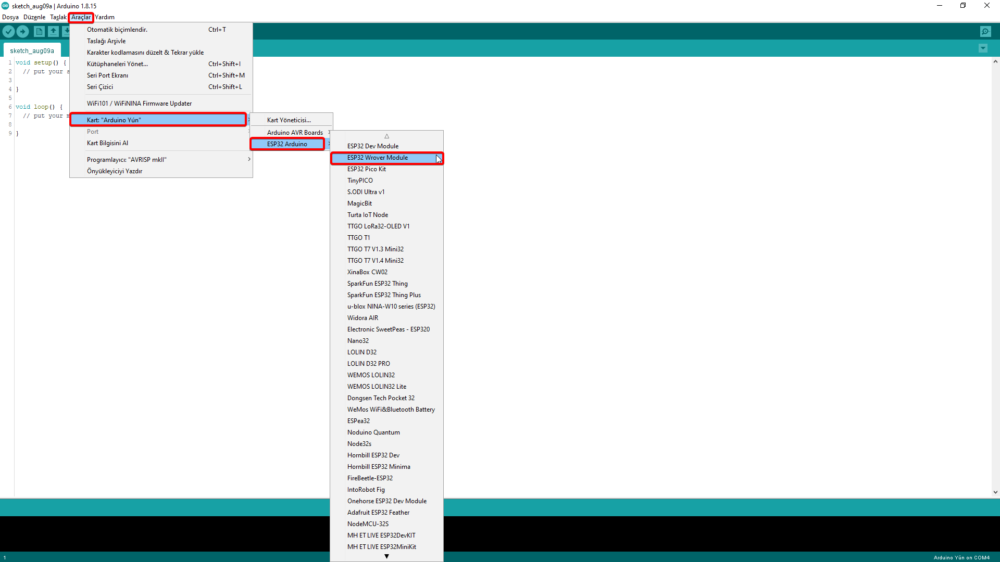 sketch_aug09a | Arduino 1.8.15
Dosya Düzenle Taslak Araçlar Yardım
sketch_aug09a
1 void setup() {
2 // put your s
3
4 }
5
6 void loop() {
7 // put your m
8
9 }
Otomatik biçimlendir. Ctrl+T
Taslağı Arşivle
Karakter kodlamasını düzelt & Tekrar yükle
Kütüphaneleri Yönet... Ctrl+Shift+I
Seri Port Ekranı Ctrl+Shift+M
Seri Çizici Ctrl+Shift+L
WiFi101 / WiFiNINA Firmware Updater
Kart: "Arduino Yún"
Port
Kart Bilgisini Al
Programlayıcı: "AVRISP mkII"
Önyükleyiciyi Yazdır
Kart Yöneticisi...
Arduino AVR Boards
ESP32 Arduino
ESP32 Dev Module
ESP32 Wrover Module
ESP32 Pico Kit
TinyPICO
S.ODI Ultra v1
MagicBit
Turta IoT Node
TTGO LoRa32-OLED V1
TTGO T1
TTGO T7 V1.3 Mini32
TTGO T7 V1.4 Mini32
XinaBox CW02
SparkFun ESP32 Thing
SparkFun ESP32 Thing Plus
u-blox NINA-W10 series (ESP32)
Widora AIR
Electronic SweetPeas - ESP320
Nano32
LOLIN D32
LOLIN D32 PRO
WEMOS LOLIN32
WEMOS LOLIN32 Lite
Dongsen Tech Pocket 32
WeMos WiFi&Bluetooth Battery
ESPea32
Noduino Quantum
Node32s
Hornbill ESP32 Dev
Hornbill ESP32 Minima
FireBeetle-ESP32
IntoRobot Fig
Onehorse ESP32 Dev Module
Adafruit ESP32 Feather
NodeMCU-32S
MH ET LIVE ESP32DevKIT
MH ET LIVE ESP32MiniKit
1
Arduino Yún on COM4